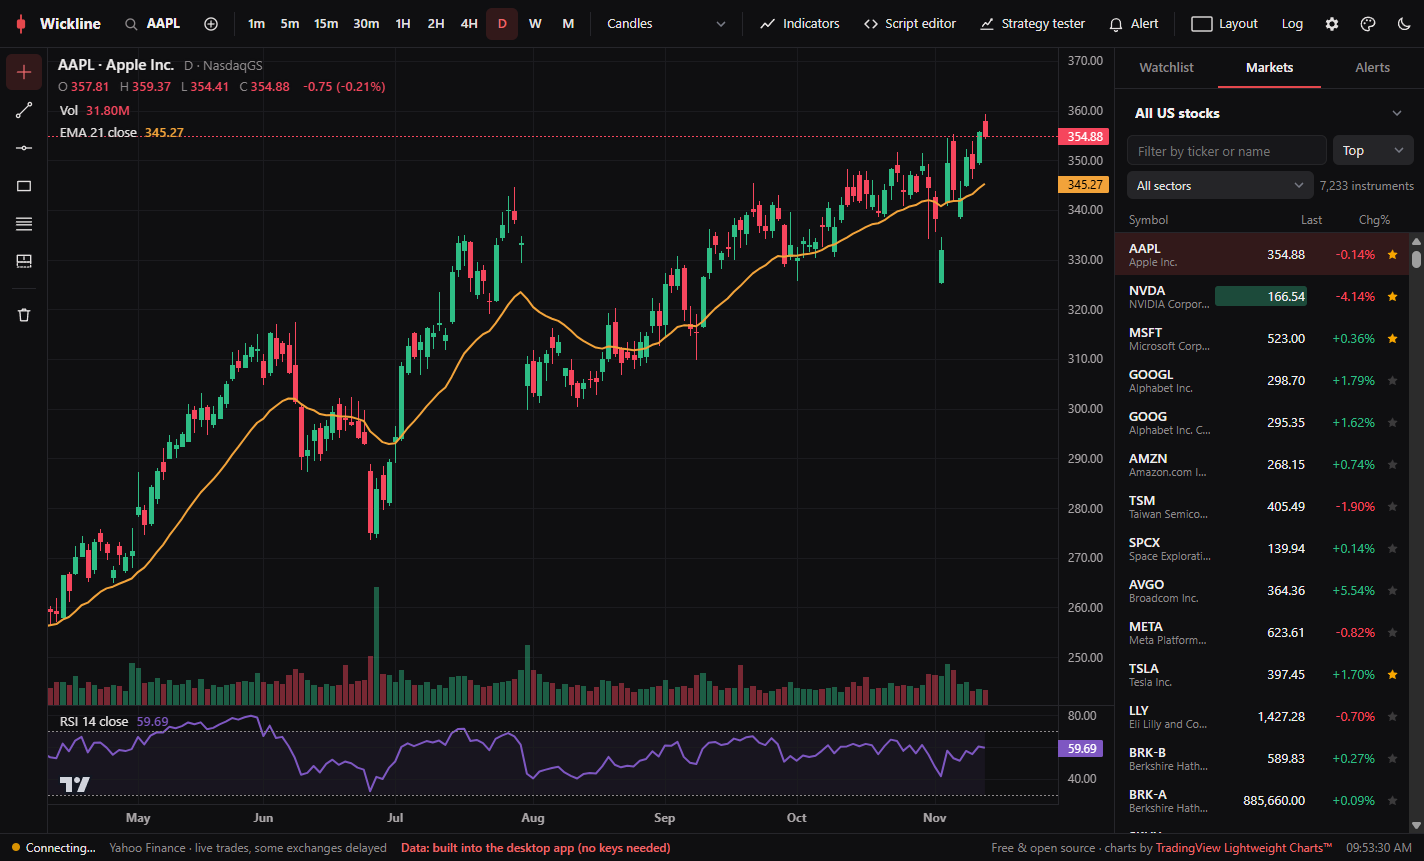 Wickline AAPL 1m 5m 15m 30m 1H 2H 4H D W M Candles Indicators Script editor Strategy tester Alert Layout Log
AAPL · Apple Inc. D · NasdaqGS
O 357.81 H 359.37 L 354.41 C 354.88 -0.75 (-0.21%)
Vol 31.80M
EMA 21 close 345.27
370.00
360.00
354.88
350.00
345.27
340.00
330.00
320.00
310.00
300.00
290.00
280.00
270.00
260.00
250.00
RSI 14 close 59.69
80.00
59.69
40.00
May Jun Jul Aug Sep Oct Nov
Watchlist Markets Alerts
All US stocks
Filter by ticker or name Top
All sectors 7,233 instruments
Symbol Last Chg%
AAPL 354.88 -0.14%
Apple Inc.
NVDA 166.54 -4.14%
NVIDIA Corpor...
MSFT 523.00 +0.36%
Microsoft Corp...
GOOGL 298.70 +1.79%
Alphabet Inc.
GOOG 295.35 +1.62%
Alphabet Inc. C...
AMZN 268.15 +0.74%
Amazon.com I...
TSM 405.49 -1.90%
Taiwan Semico...
SPCX 139.94 +0.14%
Space Explorati...
AVGO 364.36 +5.54%
Broadcom Inc.
META 623.61 -0.82%
Meta Platform...
TSLA 397.45 +1.70%
Tesla Inc.
LLY 1,427.28 -0.70%
Eli Lilly and Co...
BRK-B 589.83 +0.27%
Berkshire Hath...
BRK-A 885,660.00 +0.09%
Berkshire Hath...
Connecting... Yahoo Finance · live trades, some exchanges delayed Data: built into the desktop app (no keys needed) Free & open source · charts by TradingView Lightweight Charts™ 09:53:30 AM